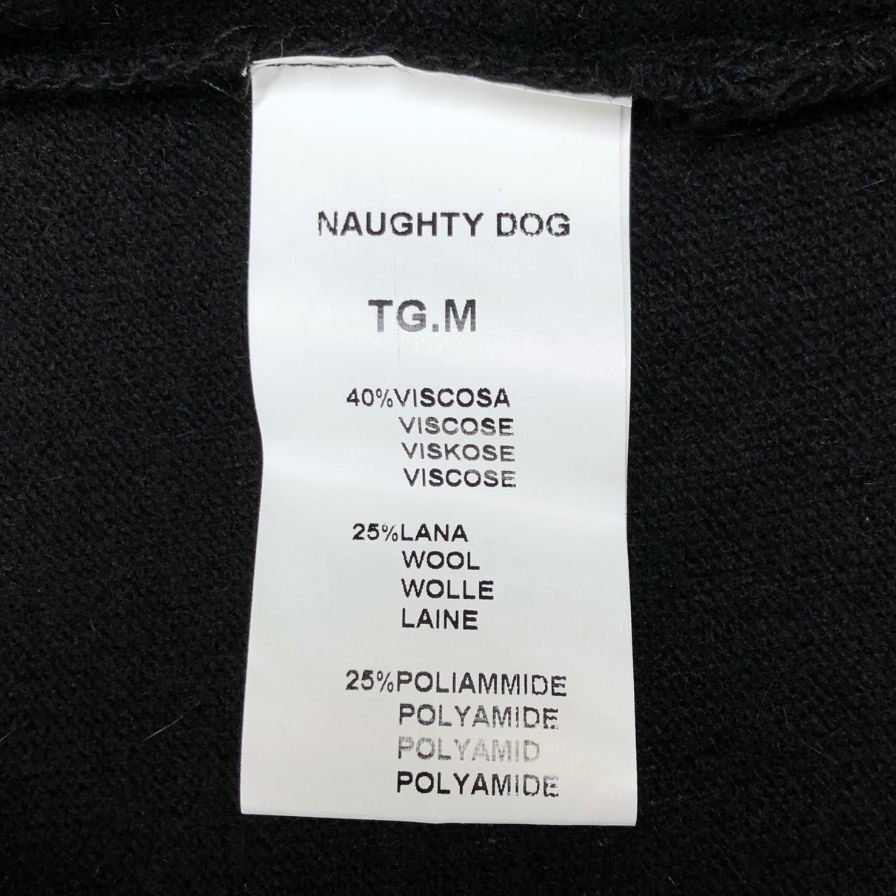 NAUGHTY DOG
TG.M
40%VISCOSA
VISCOSE
VISKOSE
VISCOSE
25%LANA
WOOL
WOLLE
LAINE
25%POLIAMMIDE
POLYAMIDE
POLYAMID
POLYAMIDE